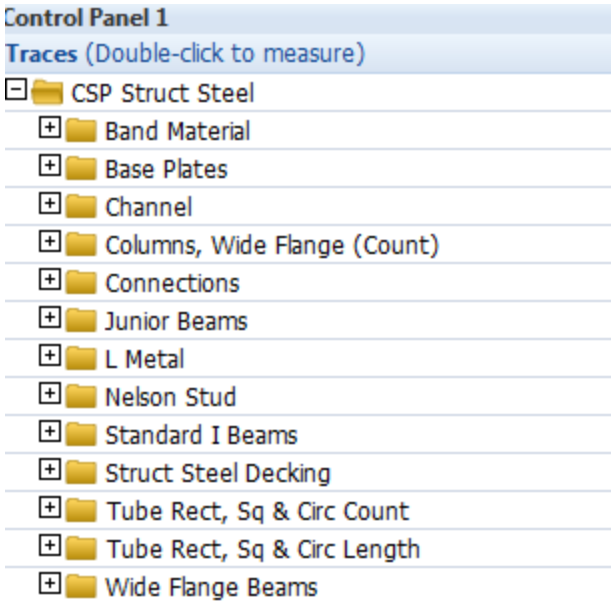 Control Panel 1
Traces (Double-click to measure)
CSP Struct Steel
Band Material
Base Plates
Channel
Columns, Wide Flange (Count)
Connections
Junior Beams
L Metal
Nelson Stud
Standard I Beams
Struct Steel Decking
Tube Rect, Sq & Circ Count
Tube Rect, Sq & Circ Length
Wide Flange Beams